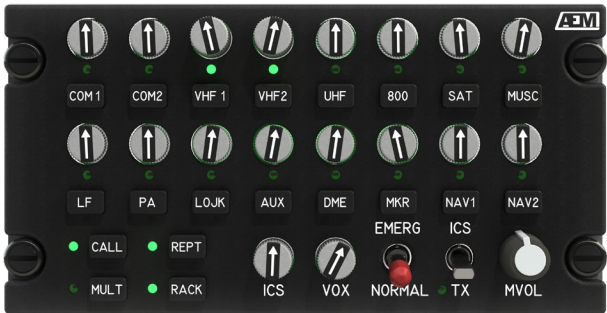 AEM
COM 1 COM2 VHF 1 VHF2 UHF 800 SAT MUSC
LF PA LOJK AUX DME MKR NAV1 NAV2
EMERG ICS
CALL REPT
MULT RACK ICS VOX NORMAL TX MVOL